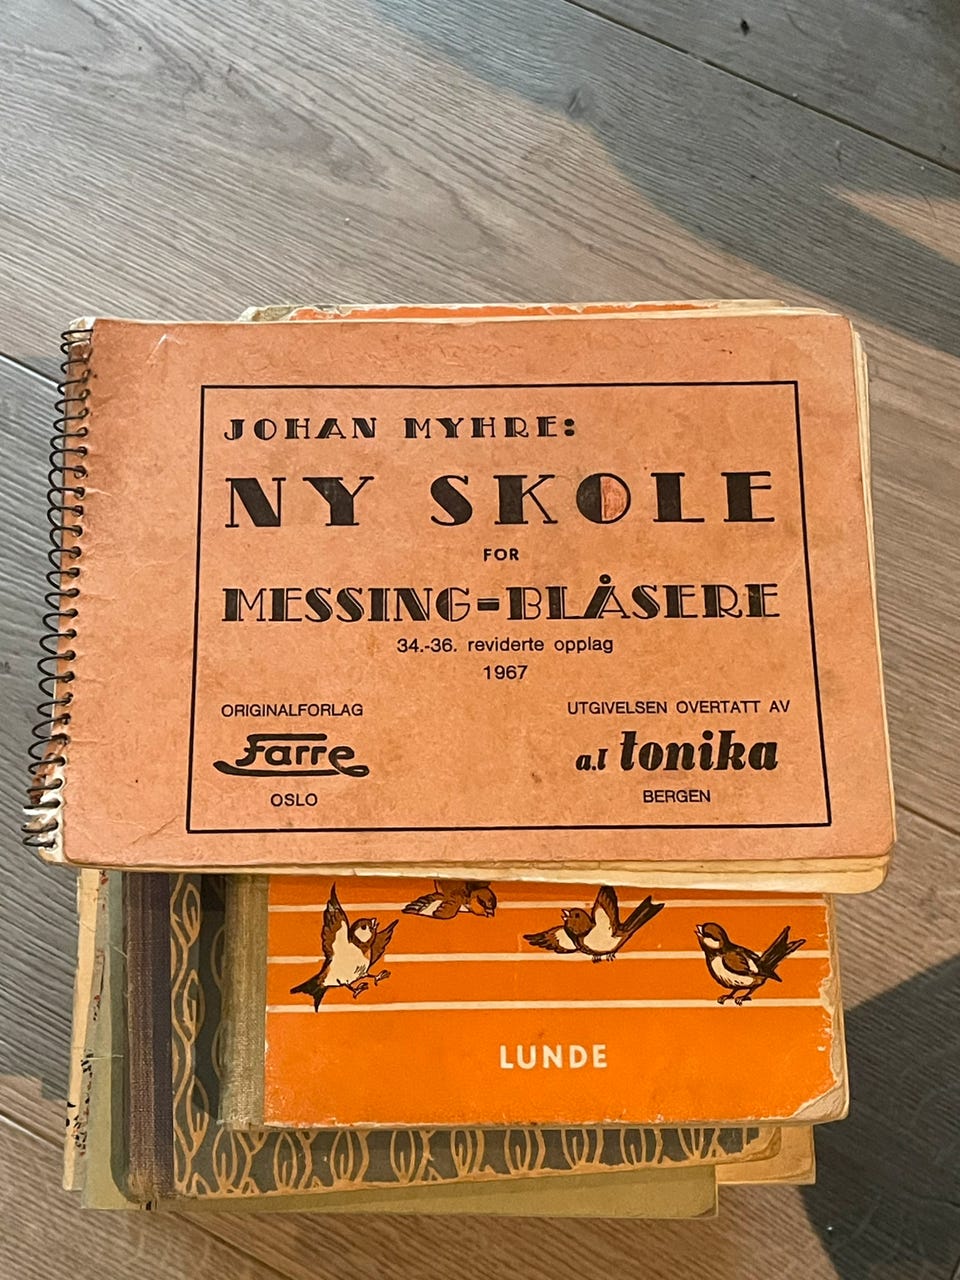 JOHAN MYHRE:
NY SKOLE
FOR
MESSING-BLÅSERE
34.-36. reviderte opplag
1967
ORIGINALFORLAG
Farre
OSLO
UTGIVELSEN OVERTATT AV
a.l tonika
BERGEN
LUNDE